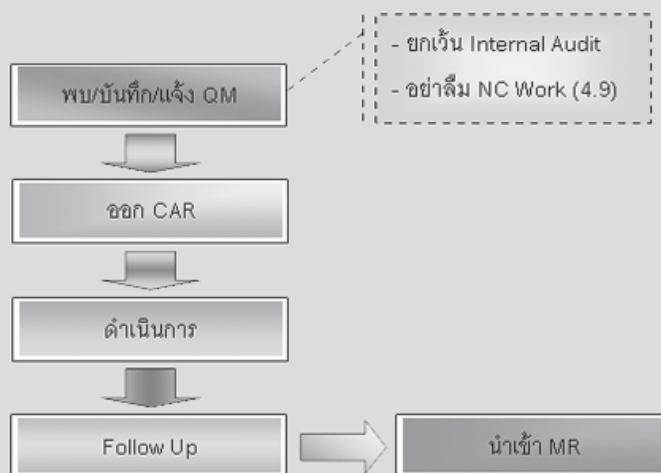 - ยกเว้น Internal Audit
- อย่าลืม NC Work (4.9)
พบ/บันทึก/แจ้ง QM
ออก CAR
ดำเนินการ
Follow Up
นำเข้า MR